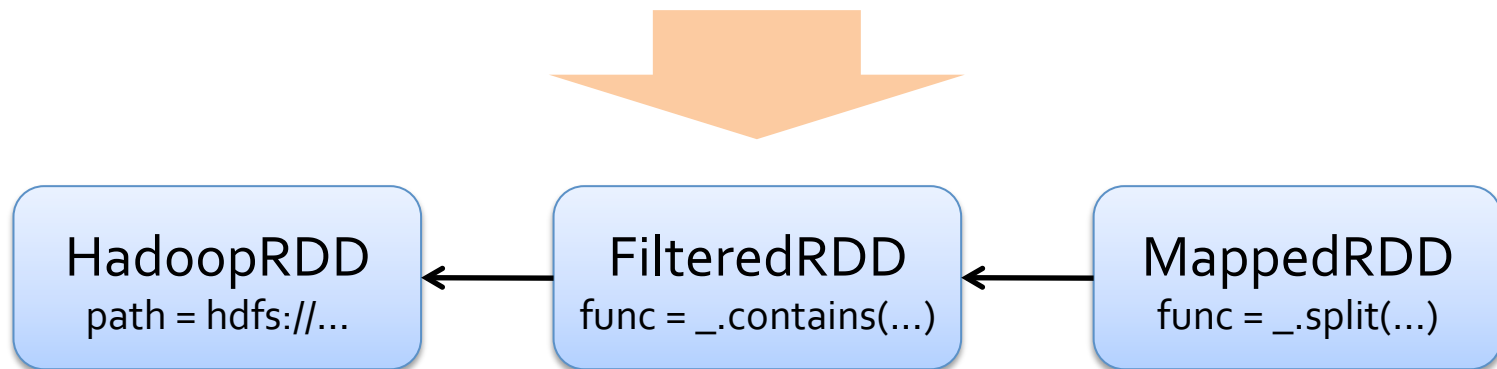 HadoopRDD
path = hdfs://…
FilteredRDD
func = _.contains(...)
MappedRDD
func = _.split(…)